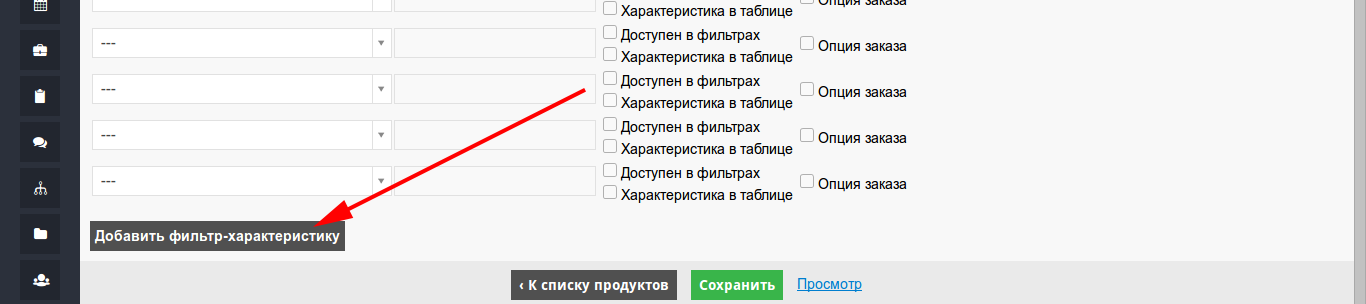 Опция заказа
Характеристика в таблице
--- Доступен в фильтрах
Опция заказа
Характеристика в таблице
--- Доступен в фильтрах
Опция заказа
Характеристика в таблице
--- Доступен в фильтрах
Опция заказа
Характеристика в таблице
--- Доступен в фильтрах
Опция заказа
Характеристика в таблице
Добавить фильтр-характеристику
‹ К списку продуктов Сохранить Просмотр